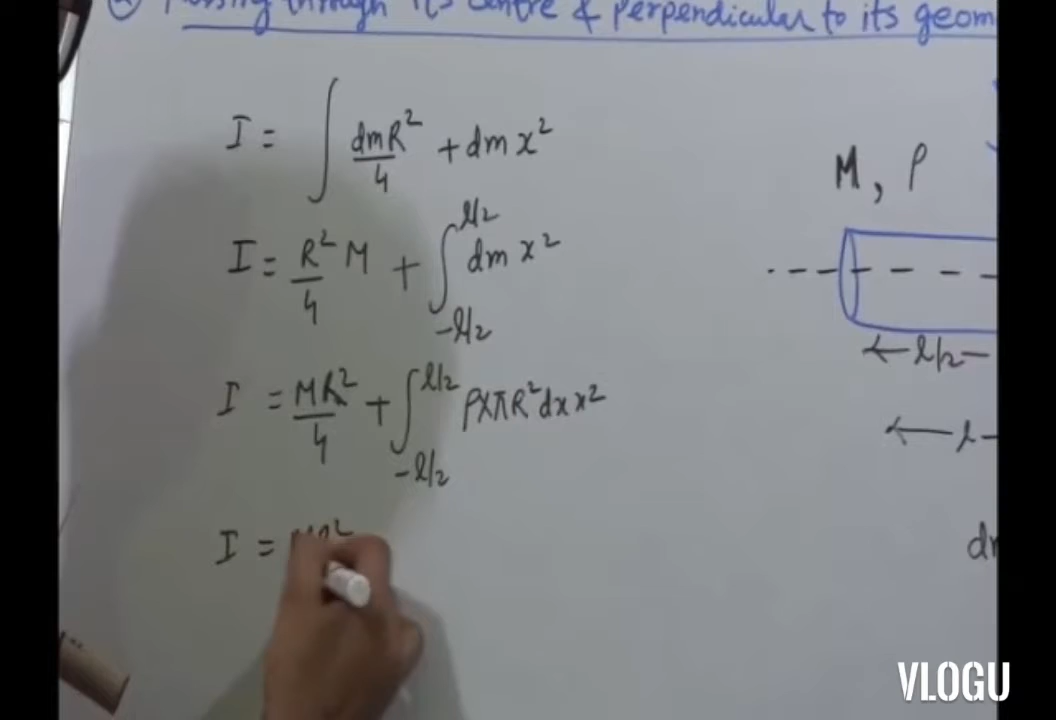 Passing through its centre & perpendicular to its geom
I = ∫ dmR²/4 + dm x²
M, ρ
I = R²/4 M + ∫_{-l/2}^{l/2} dm x²
I = MR²/4 + ∫_{-l/2}^{l/2} ρ×πR²dx x²
l/2
l
I =
VLOGU